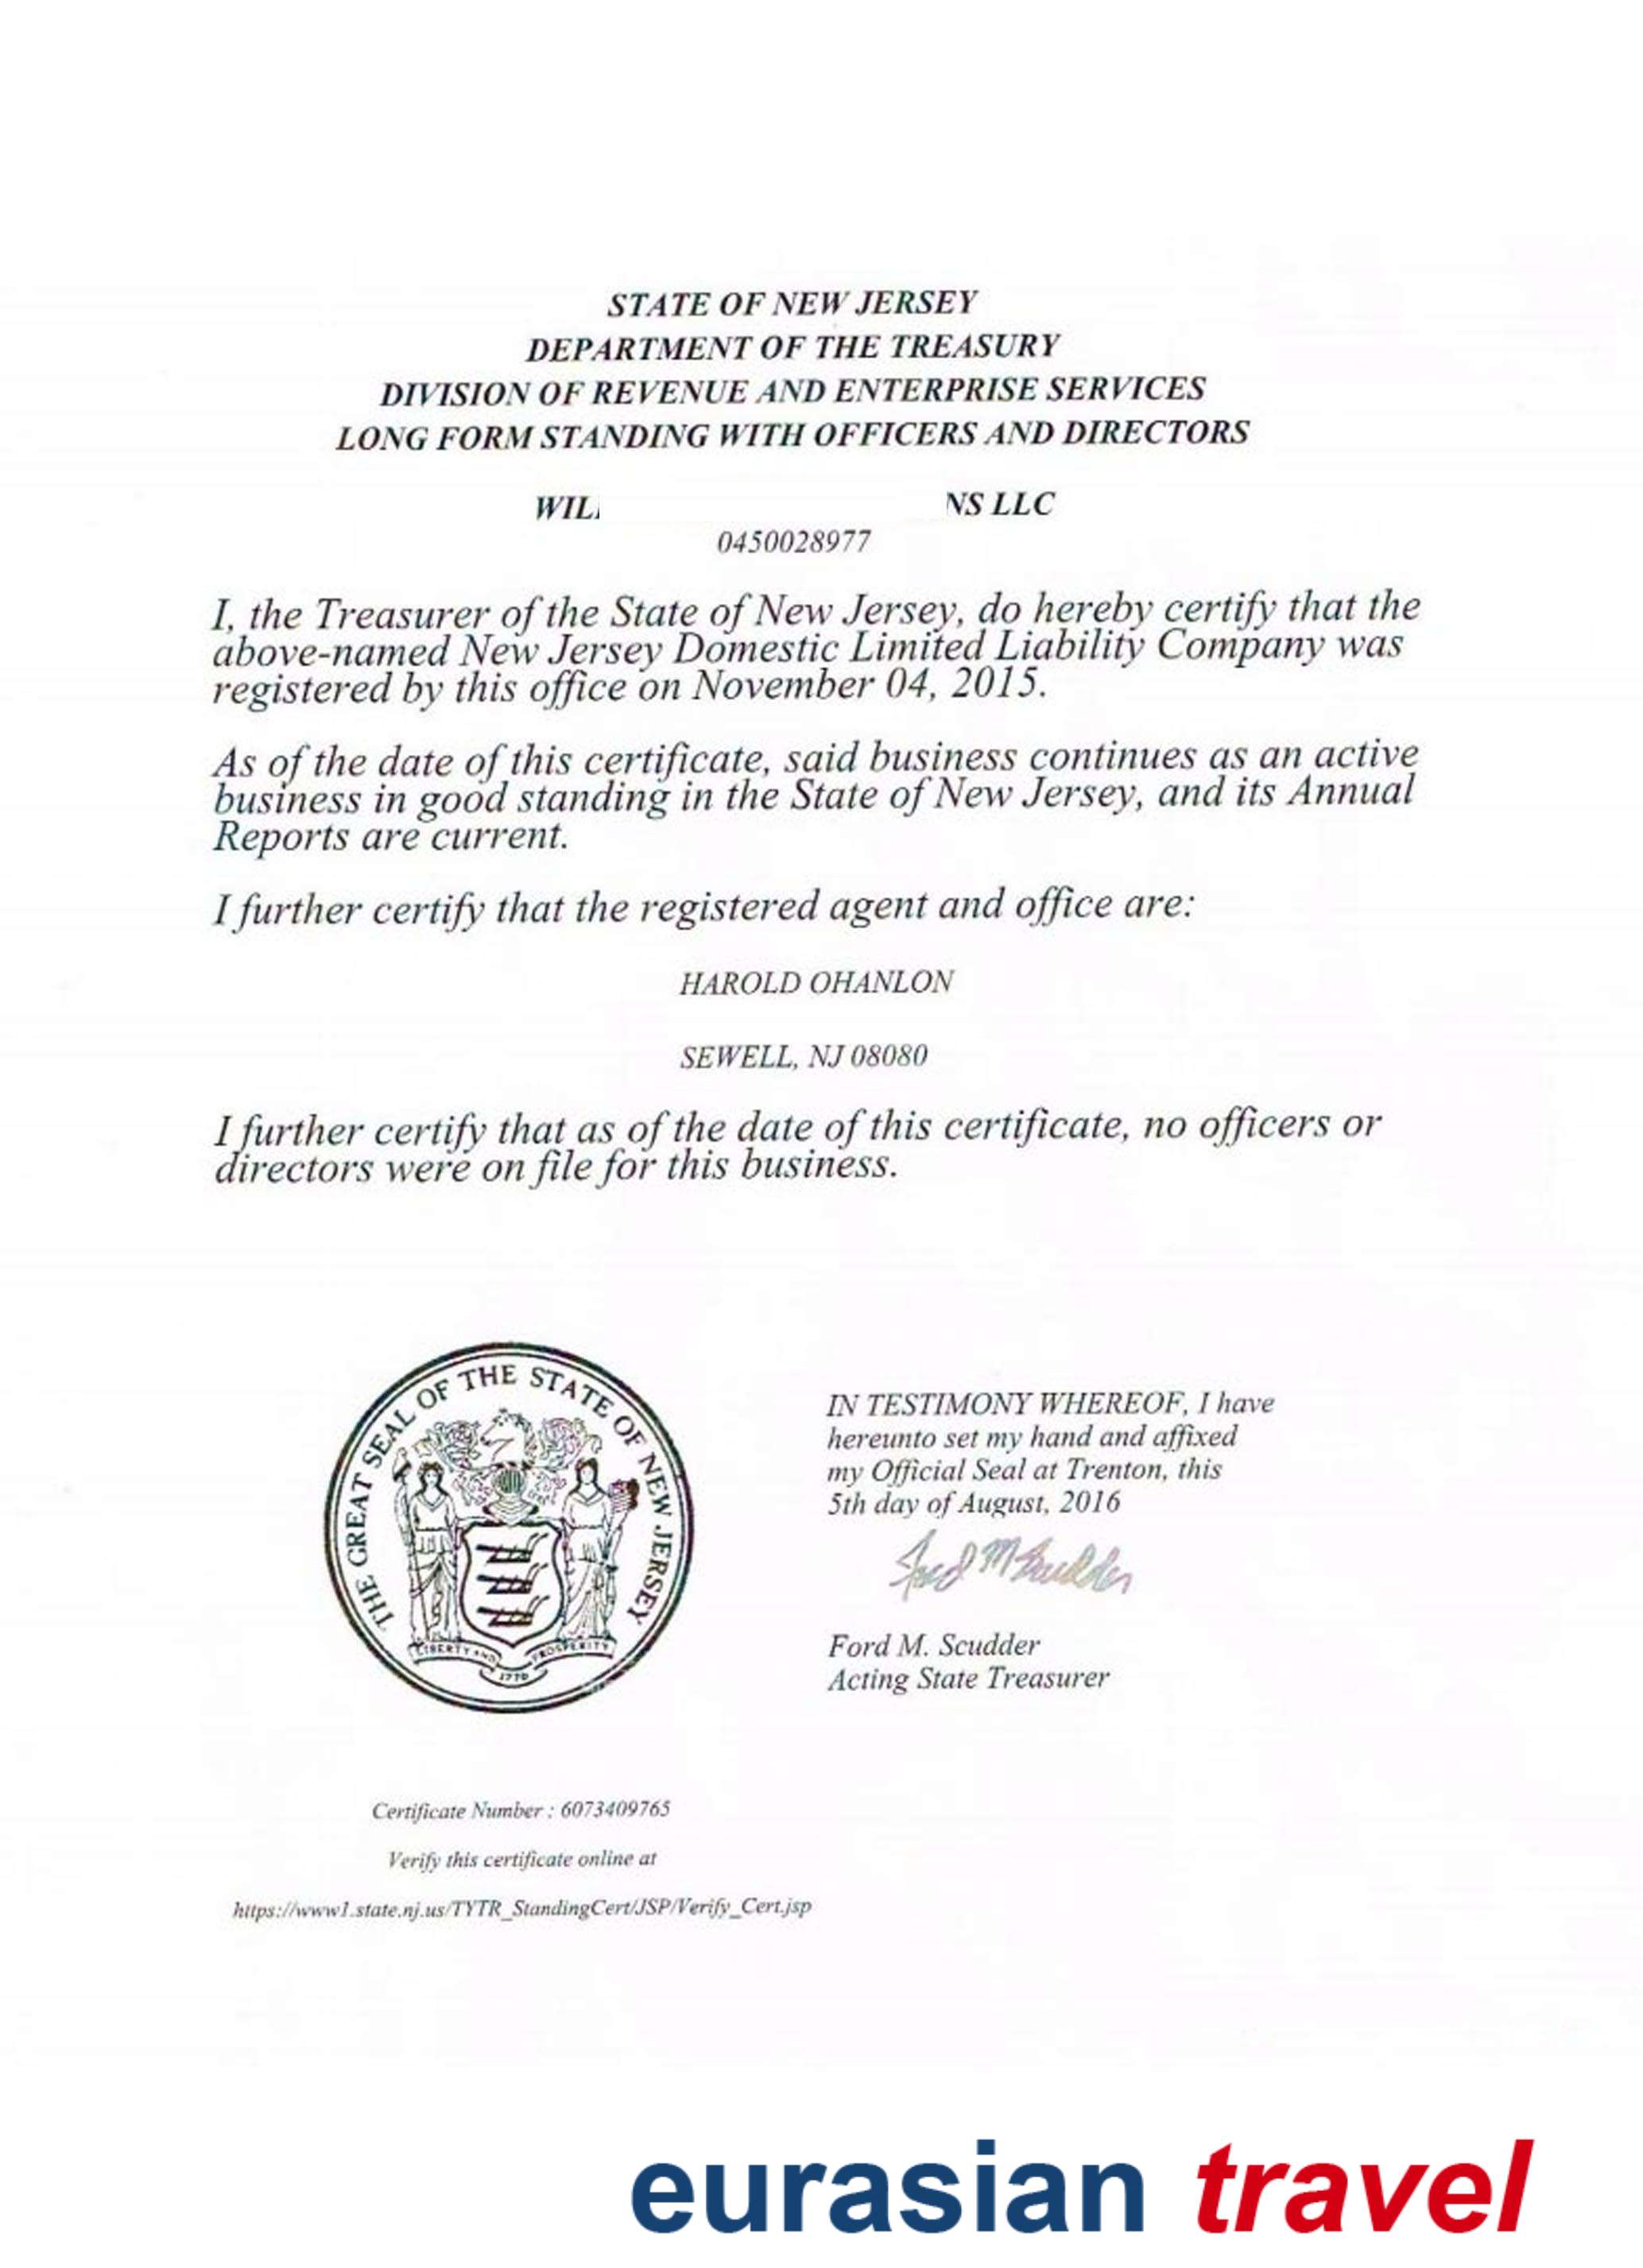 STATE OF NEW JERSEY
DEPARTMENT OF THE TREASURY
DIVISION OF REVENUE AND ENTERPRISE SERVICES
LONG FORM STANDING WITH OFFICERS AND DIRECTORS
WIL NS LLC
0450028977
I, the Treasurer of the State of New Jersey, do hereby certify that the
above-named New Jersey Domestic Limited Liability Company was
registered by this office on November 04, 2015.
As of the date of this certificate, said business continues as an active
business in good standing in the State of New Jersey, and its Annual
Reports are current.
I further certify that the registered agent and office are:
HAROLD OHANLON
SEWELL, NJ 08080
I further certify that as of the date of this certificate, no officers or
directors were on file for this business.
THE GREAT SEAL OF THE STATE OF NEW JERSEY
LIBERTY AND PROSPERITY
1776
IN TESTIMONY WHEREOF, I have
hereunto set my hand and affixed
my Official Seal at Trenton, this
5th day of August, 2016
Ford M Scudder
Ford M. Scudder
Acting State Treasurer
Certificate Number : 6073409765
Verify this certificate online at
https://www1.state.nj.us/TYTR_StandingCert/JSP/Verify_Cert.jsp
eurasian travel